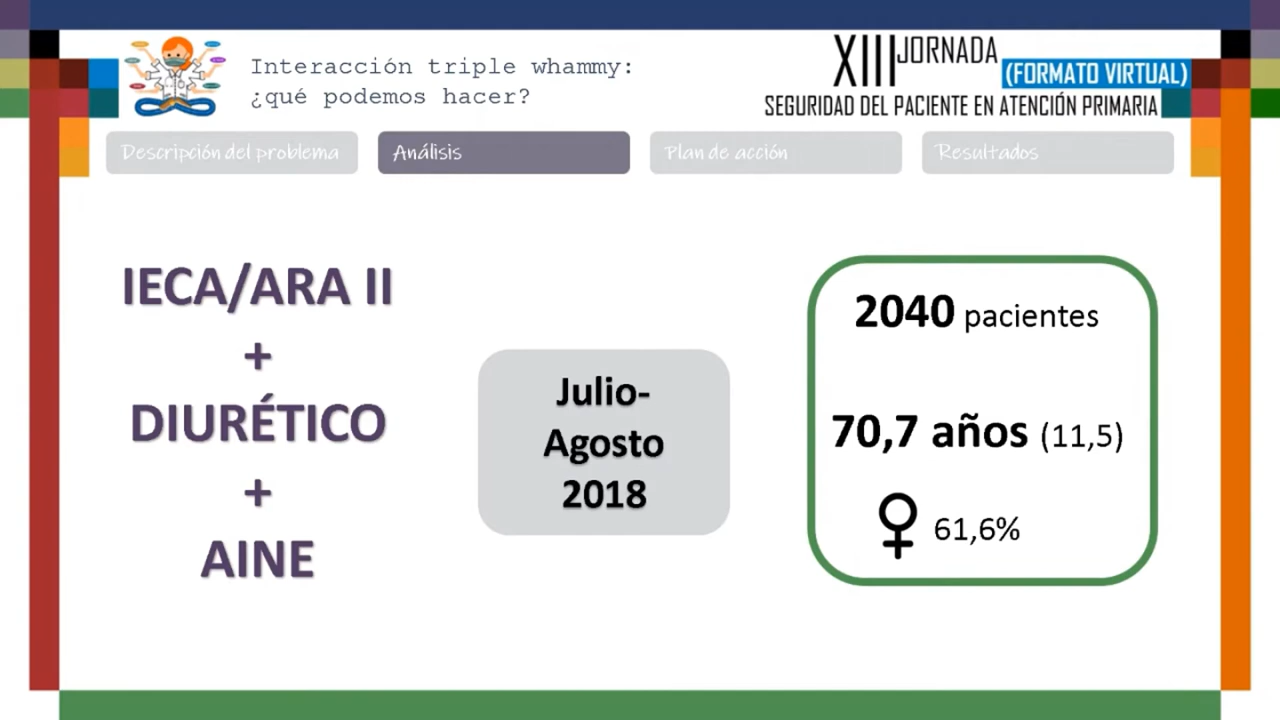 Interacción triple whammy:
¿qué podemos hacer?
XIII JORNADA
(FORMATO VIRTUAL)
SEGURIDAD DEL PACIENTE EN ATENCIÓN PRIMARIA
Descripción del problema
Análisis
Plan de acción
Resultados
IECA/ARA II
+
DIURÉTICO
+
AINE
Julio-
Agosto
2018
2040 pacientes
70,7 años (11,5)
61,6%